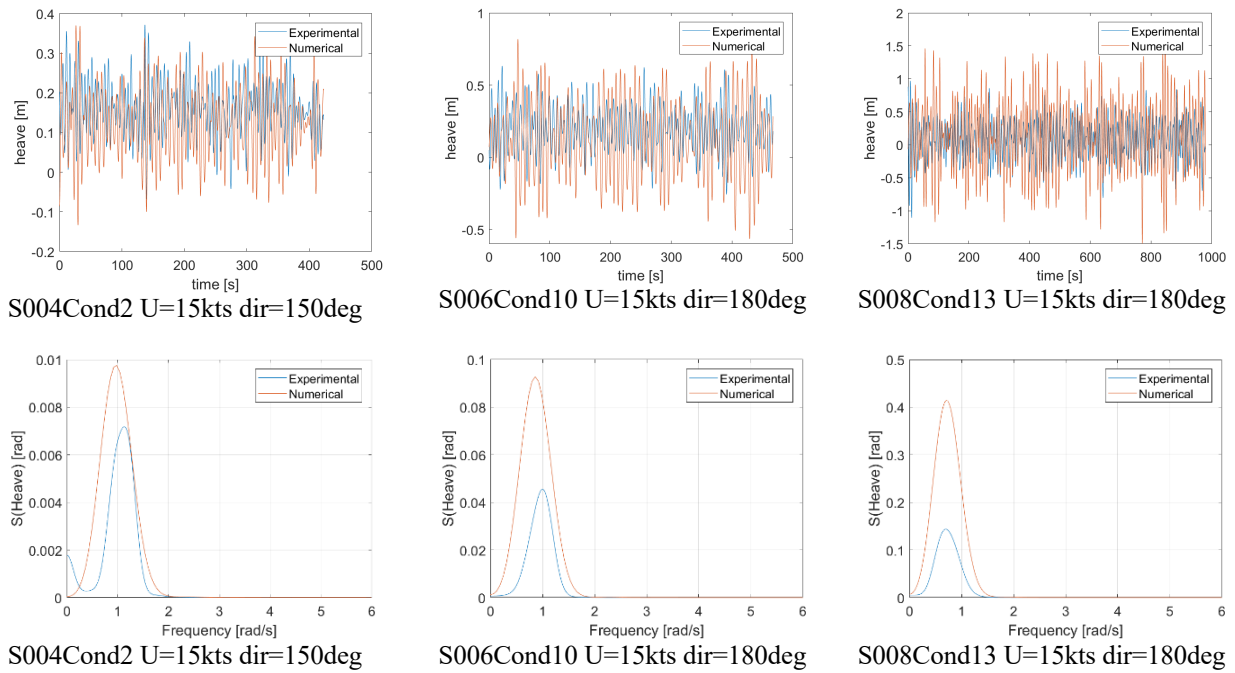 0.4
0.3
0.2
0.1
0
-0.1
-0.2
heave [m]
Experimental
Numerical
0 100 200 300 400 500
time [s]
S004Cond2 U=15kts dir=150deg
1
0.5
0
-0.5
heave [m]
Experimental
Numerical
0 100 200 300 400 500
time [s]
S006Cond10 U=15kts dir=180deg
2
1.5
1
0.5
0
-0.5
-1
-1.5
heave [m]
Experimental
Numerical
0 200 400 600 800 1000
time [s]
S008Cond13 U=15kts dir=180deg
0.01
0.008
0.006
0.004
0.002
0
S(Heave) [rad]
Experimental
Numerical
0 1 2 3 4 5 6
Frequency [rad/s]
S004Cond2 U=15kts dir=150deg
0.1
0.08
0.06
0.04
0.02
0
S(Heave) [rad]
Experimental
Numerical
0 1 2 3 4 5 6
Frequency [rad/s]
S006Cond10 U=15kts dir=180deg
0.5
0.4
0.3
0.2
0.1
0
S(Heave) [rad]
Experimental
Numerical
0 1 2 3 4 5 6
Frequency [rad/s]
S008Cond13 U=15kts dir=180deg